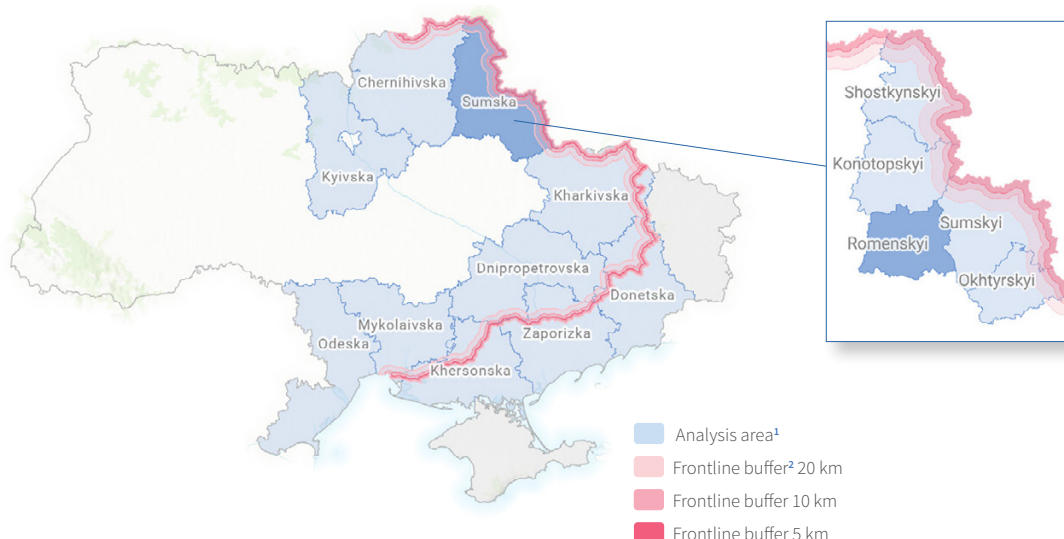 Chernihivska
Sumska
Kyivska
Kharkivska
Dnipropetrovska
Donetska
Mykolaivska
Zaporizka
Odeska
Khersonska
Shostkynskyi
Konotopskyi
Sumskyi
Romenskyi
Okhtyrskyi
Analysis area¹
Frontline buffer² 20 km
Frontline buffer 10 km
Frontline buffer 5 km